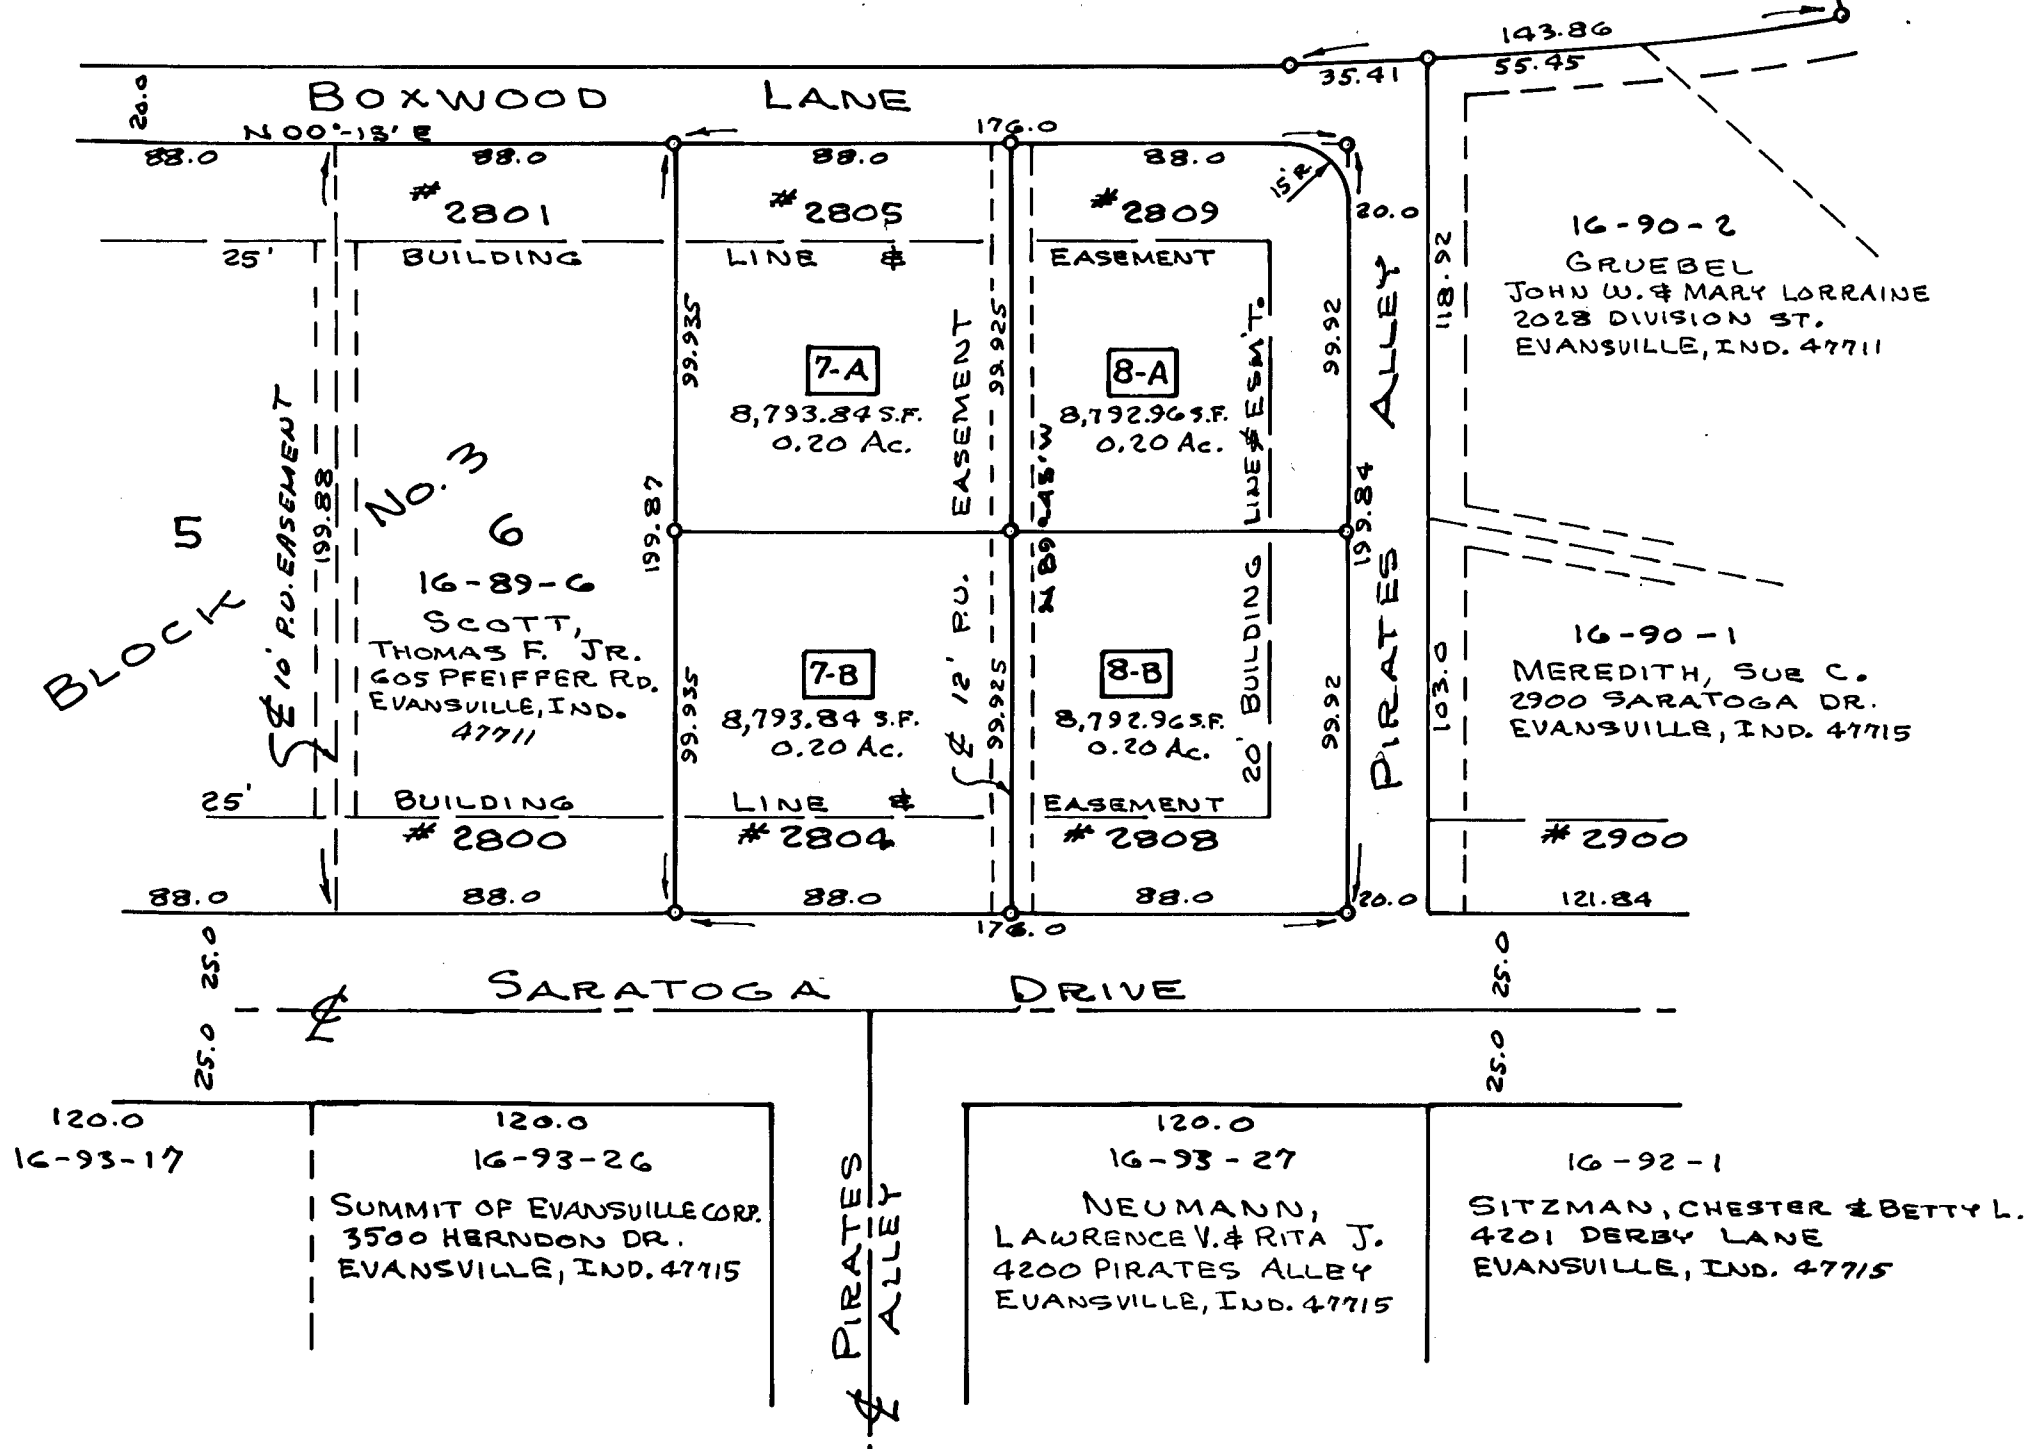 143.86
35.41
55.45
20.0
BOXWOOD LANE
N 00°-13' E
176.0
88.0
88.0
88.0
88.0
15'R.
# 2801
# 2805
# 2809
20.0
25'
BUILDING LINE & EASEMENT
16-90-2
GRUEBEL
JOHN W. & MARY LORRAINE
2028 DIVISION ST.
EVANSVILLE, IND. 47711
118.92
99.935
99.925
99.92
7-A
8,793.84 S.F.
0.20 Ac.
8-A
8,792.96 S.F.
0.20 Ac.
℄ 10' P.U. EASEMENT
199.88
℄ 12' P.U. EASEMENT
N 89°-48' W
20' BUILDING LINE & ESM'T.
PIRATES ALLEY
BLOCK No. 3
5
6
199.87
199.84
16-89-6
SCOTT,
THOMAS F. JR.
605 PFEIFFER RD.
EVANSVILLE, IND.
47711
7-B
8,793.84 S.F.
0.20 Ac.
8-B
8,792.96 S.F.
0.20 Ac.
99.935
99.925
99.92
103.0
16-90-1
MEREDITH, SUE C.
2900 SARATOGA DR.
EVANSVILLE, IND. 47715
25'
BUILDING LINE & EASEMENT
# 2800
# 2804
# 2808
# 2900
88.0
88.0
88.0
88.0
20.0
121.84
176.0
25.0
25.0
SARATOGA DRIVE
℄
25.0
25.0
120.0
16-93-17
120.0
16-93-26
SUMMIT OF EVANSVILLE CORP.
3500 HERNDON DR.
EVANSVILLE, IND. 47715
℄ PIRATES
ALLEY
120.0
16-93-27
NEUMANN,
LAWRENCE V. & RITA J.
4200 PIRATES ALLEY
EVANSVILLE, IND. 47715
16-92-1
SITZMAN, CHESTER & BETTY L.
4201 DERBY LANE
EVANSVILLE, IND. 47715